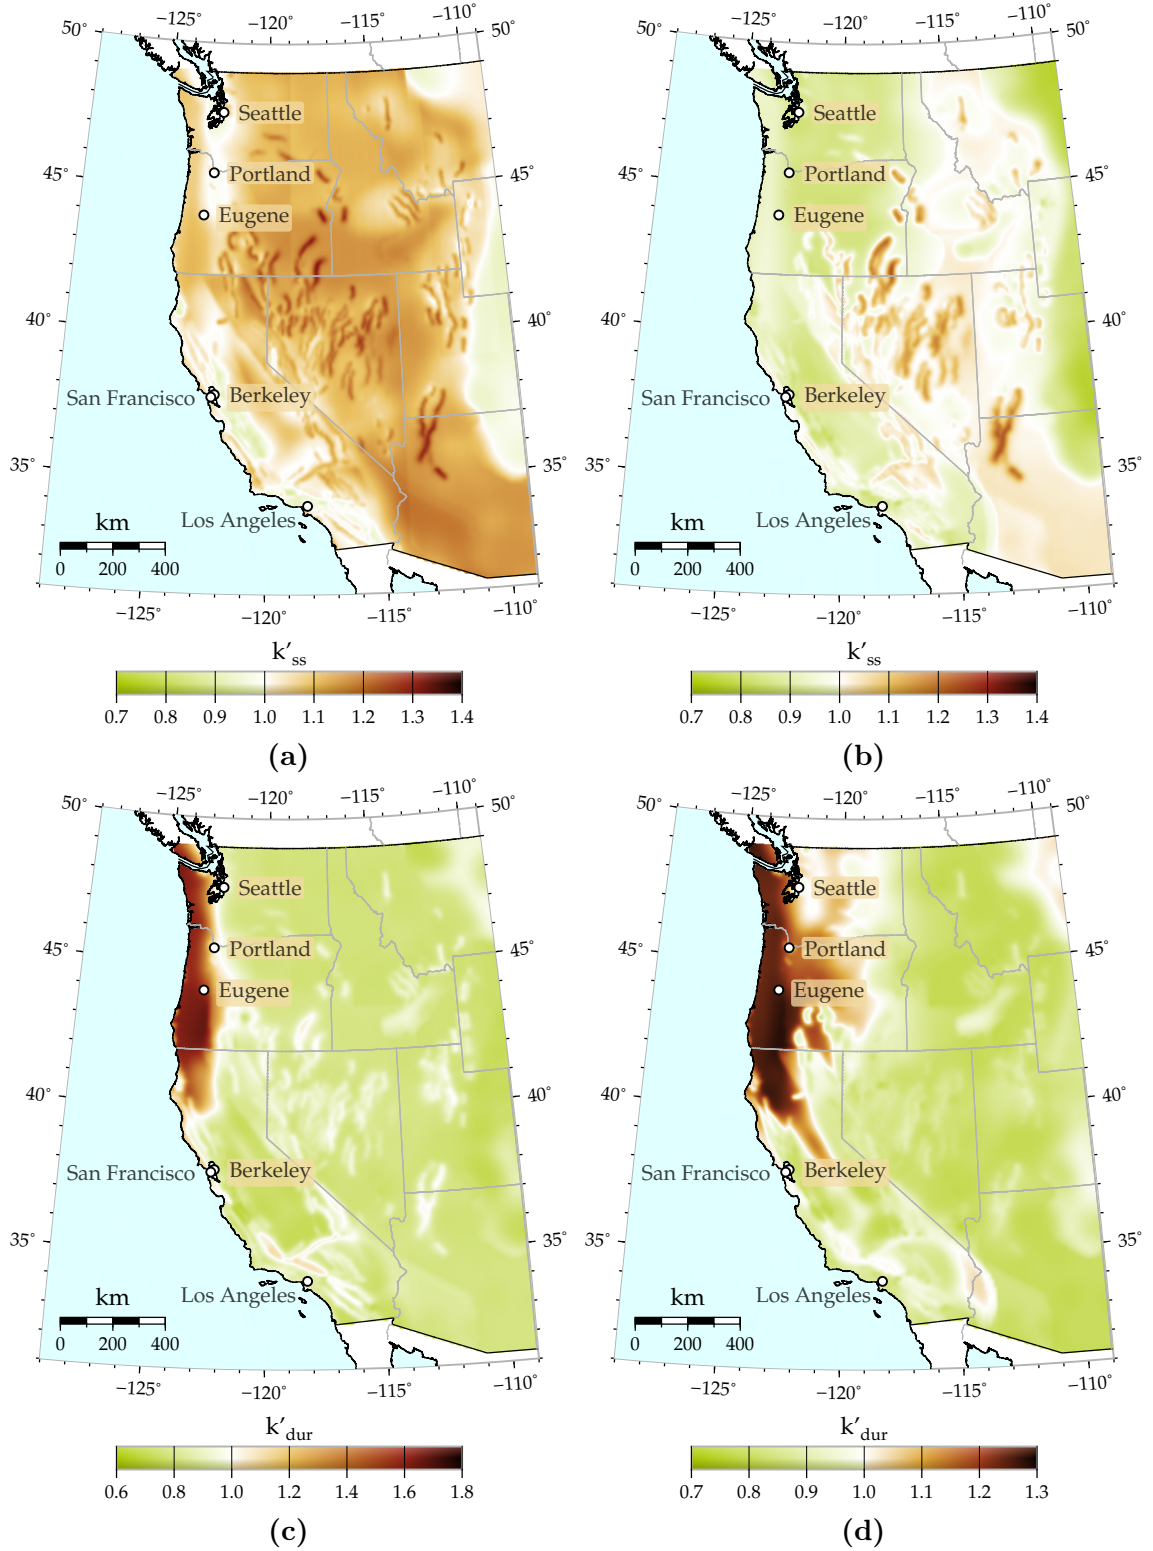 −125° −120° −115° −110°
50° 50°
Seattle
Portland
45° 45°
Eugene
40° 40°
San Francisco Berkeley
35° 35°
Los Angeles
km
0 200 400
−125° −120° −115° −110°
k′ss
0.7 0.8 0.9 1.0 1.1 1.2 1.3 1.4
(a)
−125° −120° −115° −110°
50° 50°
Seattle
Portland
45° 45°
Eugene
40° 40°
San Francisco Berkeley
35° 35°
Los Angeles
km
0 200 400
−125° −120° −115° −110°
k′ss
0.7 0.8 0.9 1.0 1.1 1.2 1.3 1.4
(b)
−125° −120° −115° −110°
50° 50°
Seattle
Portland
45° 45°
Eugene
40° 40°
San Francisco Berkeley
35° 35°
Los Angeles
km
0 200 400
−125° −120° −115° −110°
k′dur
0.6 0.8 1.0 1.2 1.4 1.6 1.8
(c)
−125° −120° −115° −110°
50° 50°
Seattle
Portland
45° 45°
Eugene
40° 40°
San Francisco Berkeley
35° 35°
Los Angeles
km
0 200 400
−125° −120° −115° −110°
k′dur
0.7 0.8 0.9 1.0 1.1 1.2 1.3
(d)